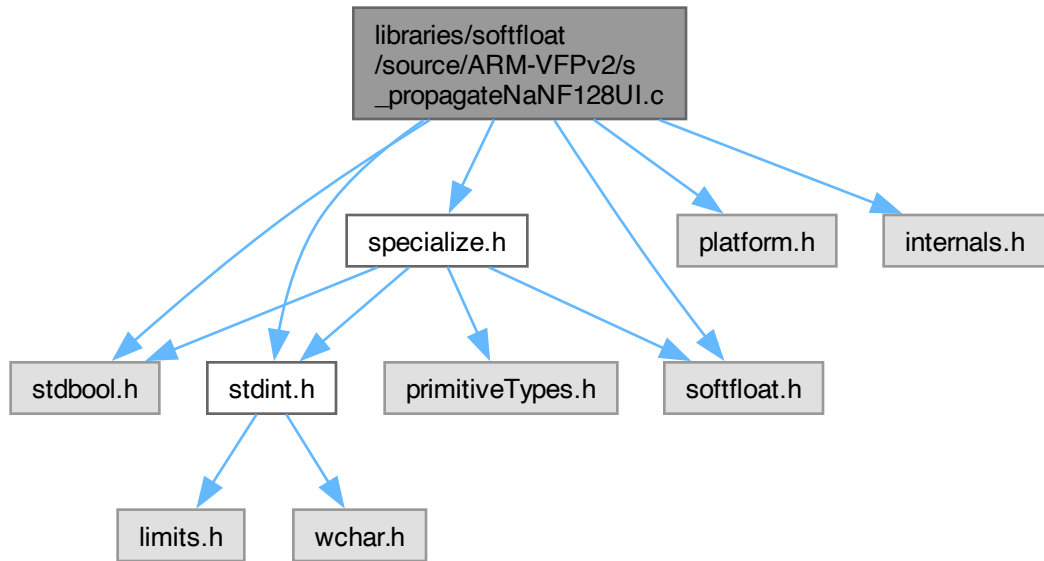 libraries/softfloat
/source/ARM-VFPv2/s
_propagateNaNF128UI.c
specialize.h
platform.h
internals.h
stdbool.h
stdint.h
primitiveTypes.h
softfloat.h
limits.h
wchar.h